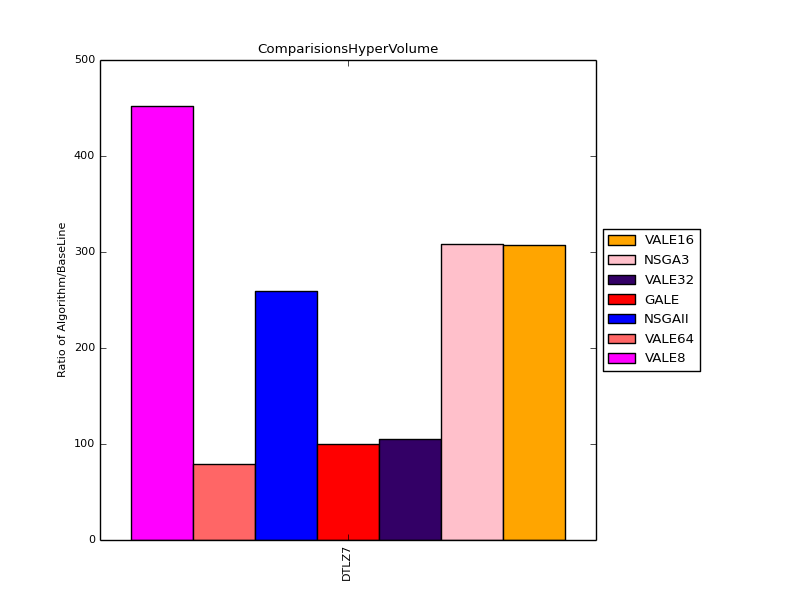 ComparisionsHyperVolume
500
400
300
200
100
0
Ratio of Algorithm/BaseLine
DTLZ7
VALE16
NSGA3
VALE32
GALE
NSGAII
VALE64
VALE8